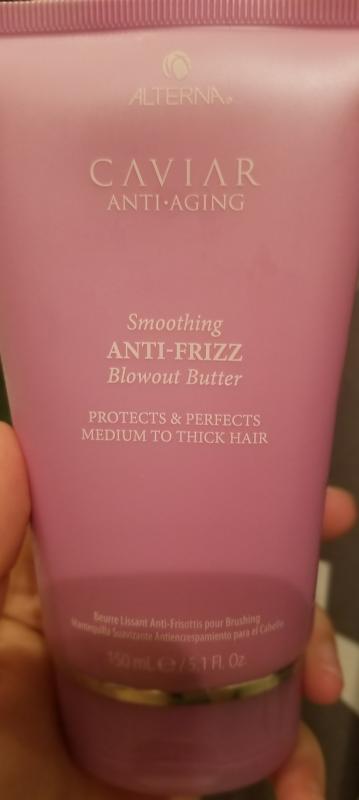 ALTERNA®
CAVIAR
ANTI·AGING
Smoothing
ANTI-FRIZZ
Blowout Butter
PROTECTS & PERFECTS
MEDIUM TO THICK HAIR
Beurre Lissant Anti-Frisottis pour Brushing
Mantequilla Suavizante Antiencrespamiento para el Cabello
150 mL ℮ / 5.1 Fl. Oz.